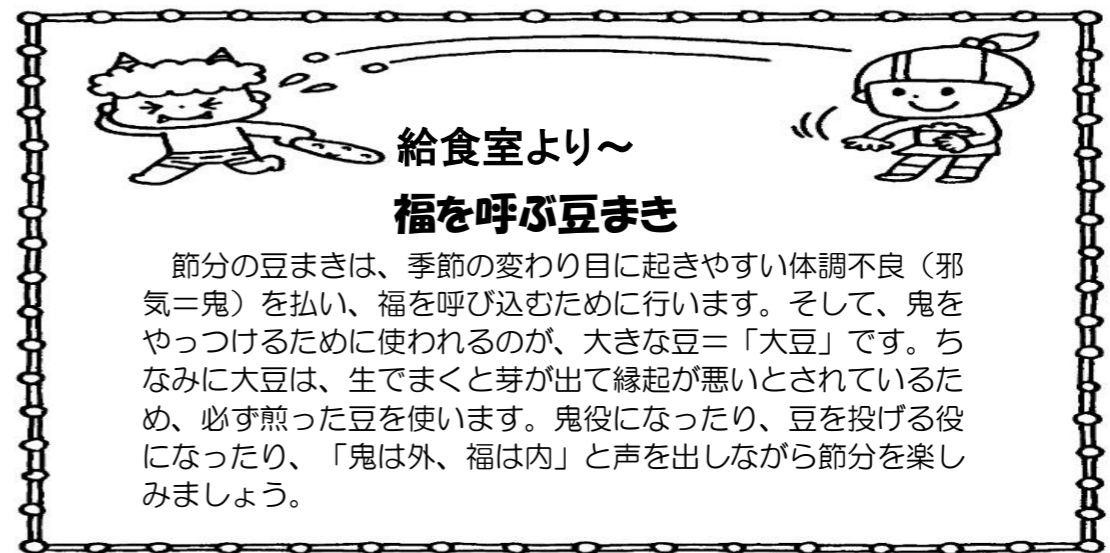 給食室より～
福を呼ぶ豆まき
　節分の豆まきは、季節の変わり目に起きやすい体調不良（邪
気＝鬼）を払い、福を呼び込むために行います。そして、鬼を
やっつけるために使われるのが、大きな豆＝「大豆」です。ち
なみに大豆は、生でまくと芽が出て縁起が悪いとされているた
め、必ず煎った豆を使います。鬼役になったり、豆を投げる役
になったり、「鬼は外、福は内」と声を出しながら節分を楽し
みましょう。